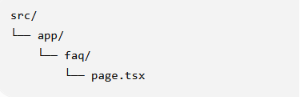 src/
└── app/
    └── faq/
        └── page.tsx